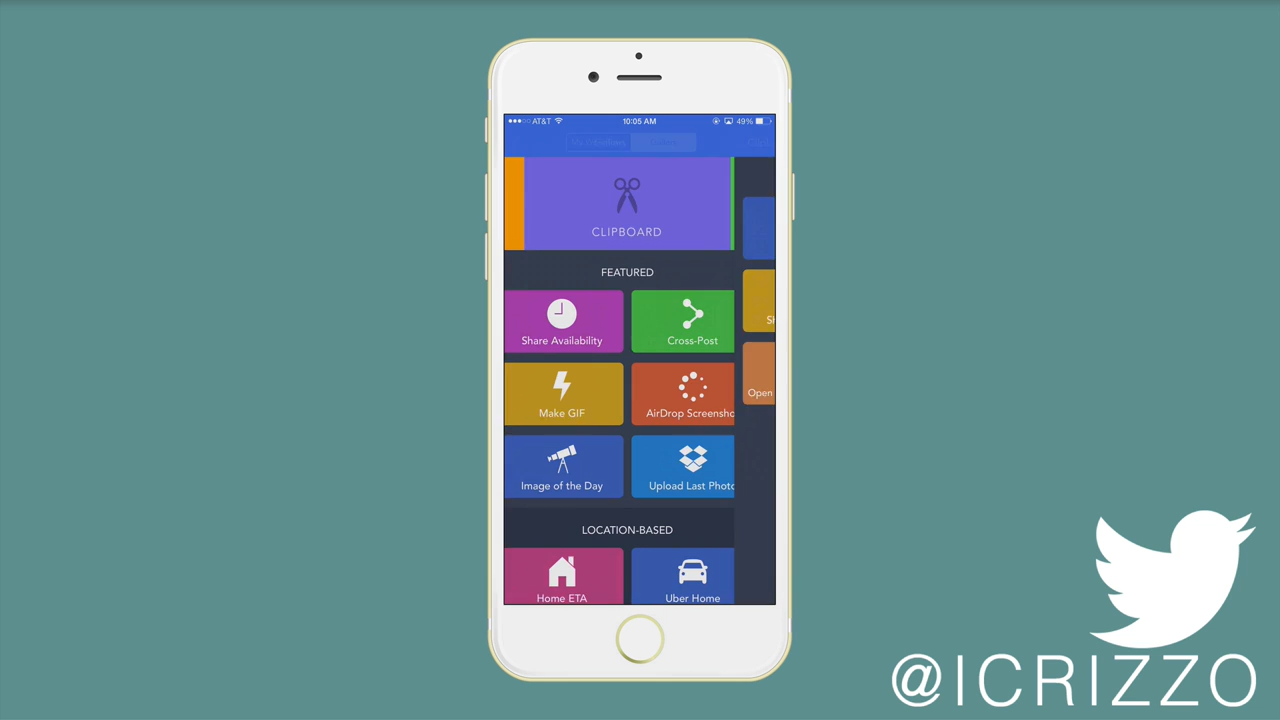 AT&T 10:05 AM 49%
CLIPBOARD
FEATURED
Share Availability Cross-Post
Make GIF AirDrop Screensho
Image of the Day Upload Last Photo
Open
LOCATION-BASED
Home ETA Uber Home
@ICRIZZO